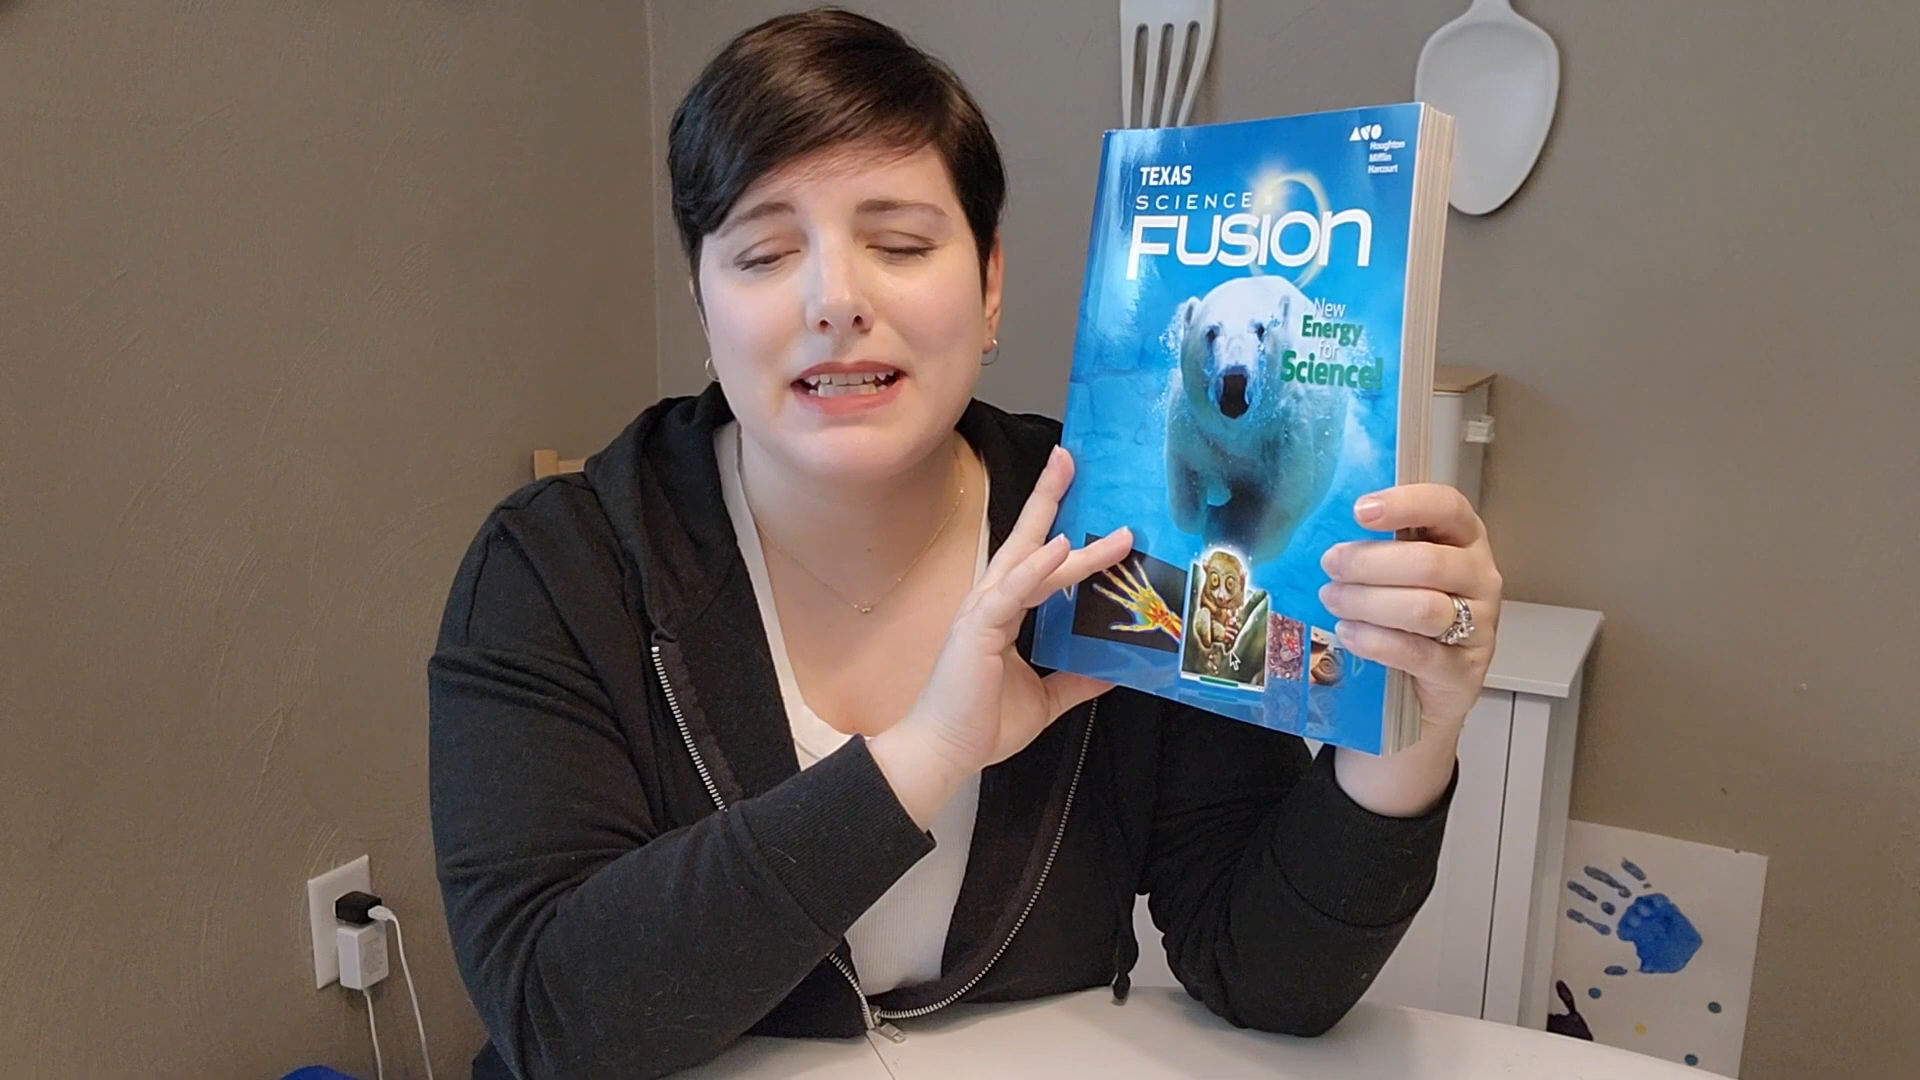 Houghton
Mifflin
Harcourt
TEXAS
SCIENCE
FUSION
New
Energy
for
Science!